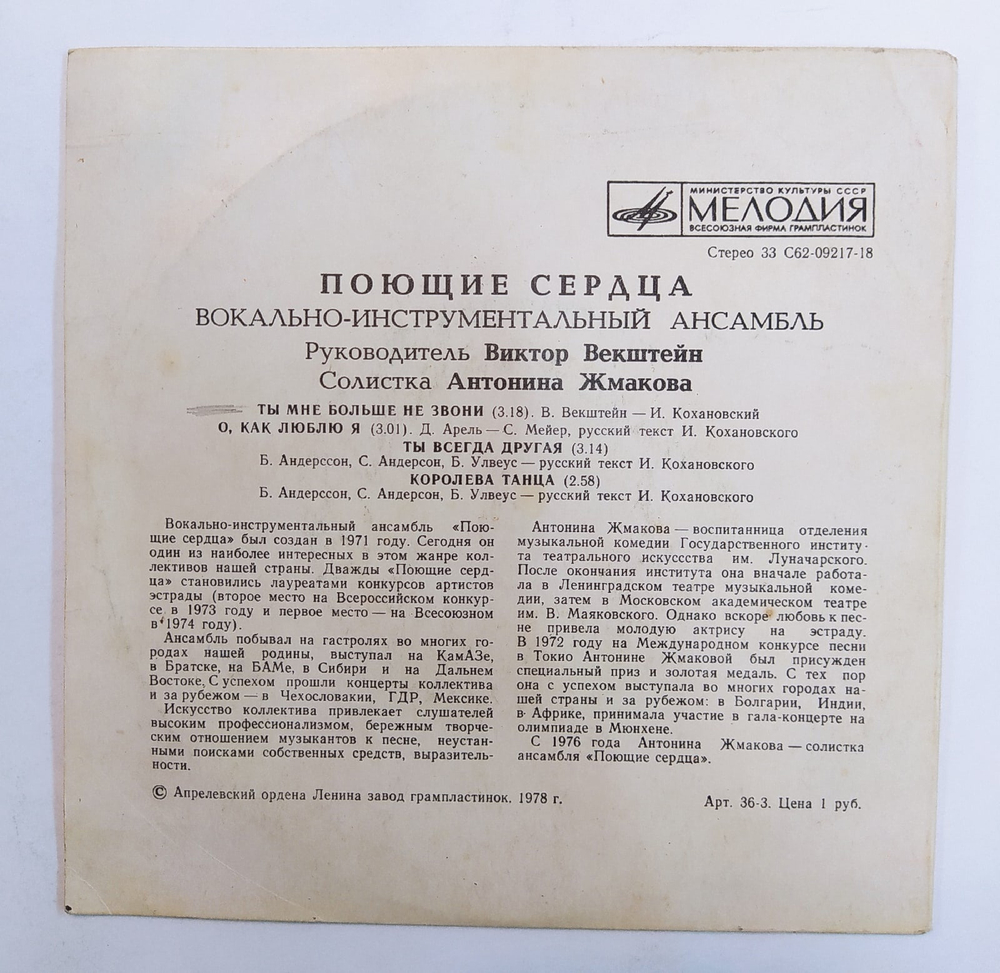 МИНИСТЕРСТВО КУЛЬТУРЫ СССР
МЕЛОДИЯ
ВСЕСОЮЗНАЯ ФИРМА ГРАМПЛАСТИНОК
Стерео 33 С62-09217-18
ПОЮЩИЕ СЕРДЦА
ВОКАЛЬНО-ИНСТРУМЕНТАЛЬНЫЙ АНСАМБЛЬ
Руководитель Виктор Векштейн
Солистка Антонина Жмакова
ТЫ МНЕ БОЛЬШЕ НЕ ЗВОНИ (3.18). В. Векштейн — И. Кохановский
О, КАК ЛЮБЛЮ Я (3.01). Д. Арель — С. Мейер, русский текст И. Кохановского
ТЫ ВСЕГДА ДРУГАЯ (3.14)
Б. Андерссон, С. Андерсон, Б. Улвеус — русский текст И. Кохановского
КОРОЛЕВА ТАНЦА (2.58)
Б. Андерссон, С. Андерсон, Б. Улвеус — русский текст И. Кохановского
Вокально-инструментальный ансамбль «Пою-
щие сердца» был создан в 1971 году. Сегодня он
один из наиболее интересных в этом жанре кол-
лективов нашей страны. Дважды «Поющие серд-
ца» становились лауреатами конкурсов артистов
эстрады (второе место на Всероссийском конкур-
се в 1973 году и первое место — на Всесоюзном
в 1974 году).
Ансамбль побывал на гастролях во многих го-
родах нашей родины, выступал на КамАЗе,
в Братске, на БАМе, в Сибири и на Дальнем
Востоке, С успехом прошли концерты коллектива
и за рубежом — в Чехословакии, ГДР, Мексике.
Искусство коллектива привлекает слушателей
высоким профессионализмом, бережным творче-
ским отношением музыкантов к песне, неустан-
ными поисками собственных средств, выразитель-
ности.
Антонина Жмакова — воспитанница отделения
музыкальной комедии Государственного институ-
та театрального искусссства им. Луначарского.
После окончания института она вначале работа-
ла в Ленинградском театре музыкальной коме-
дии, затем в Московском академическом театре
им. В. Маяковского. Однако вскоре любовь к пес-
не привела молодую актрису на эстраду.
В 1972 году на Международном конкурсе песни
в Токио Антонине Жмаковой был присужден
специальный приз и золотая медаль. С тех пор
она с успехом выступала во многих городах на-
шей страны и за рубежом: в Болгарии, Индии,
в Африке, принимала участие в гала-концерте на
олимпиаде в Мюнхене.
С 1976 года Антонина Жмакова — солистка
ансамбля «Поющие сердца».
© Апрелевский ордена Ленина завод грампластинок. 1978 г.
Арт. 36-3. Цена 1 руб.